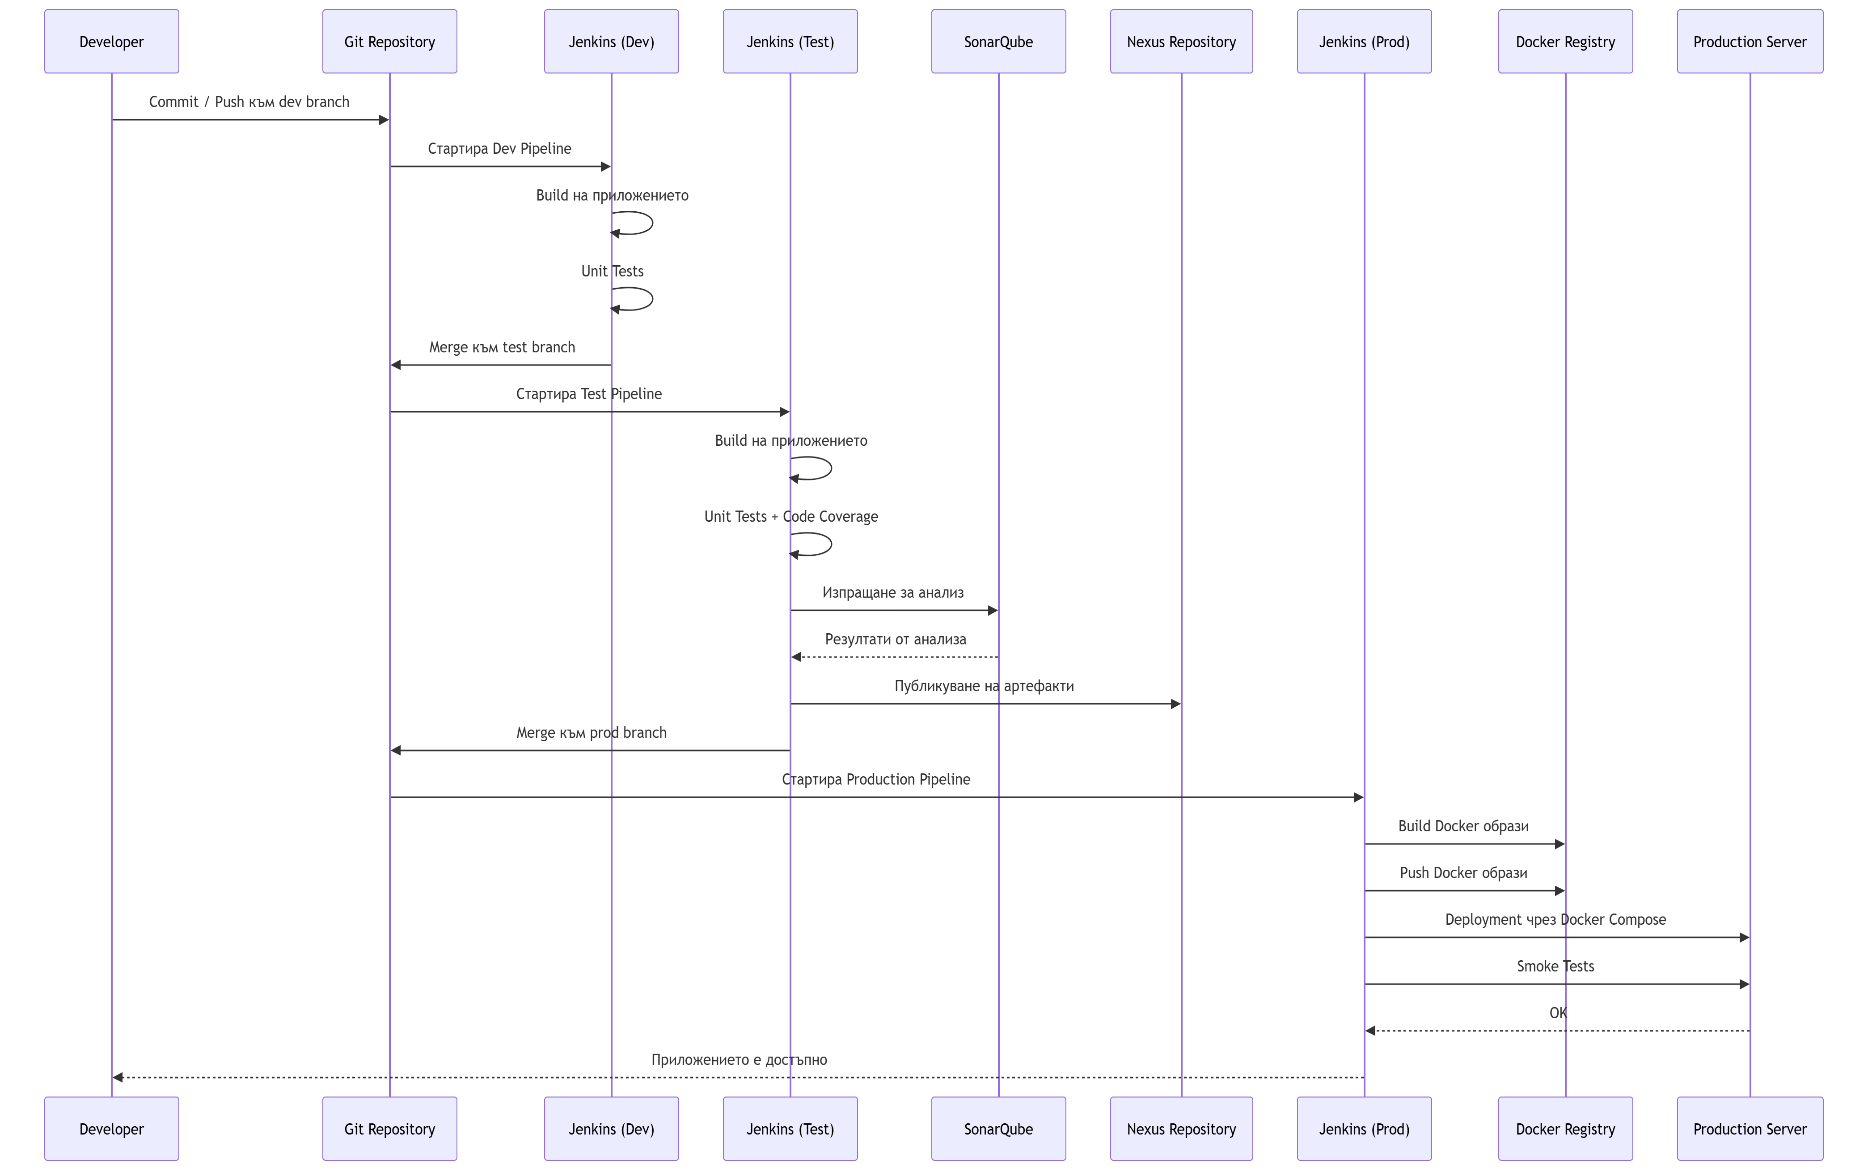 Developer
Git Repository
Jenkins (Dev)
Jenkins (Test)
SonarQube
Nexus Repository
Jenkins (Prod)
Docker Registry
Production Server
Commit / Push към dev branch
Стартира Dev Pipeline
Build на приложението
Unit Tests
Merge към test branch
Стартира Test Pipeline
Build на приложението
Unit Tests + Code Coverage
Изпращане за анализ
Резултати от анализа
Публикуване на артефакти
Merge към prod branch
Стартира Production Pipeline
Build Docker образи
Push Docker образи
Deployment чрез Docker Compose
Smoke Tests
OK
Приложението е достъпно
Developer
Git Repository
Jenkins (Dev)
Jenkins (Test)
SonarQube
Nexus Repository
Jenkins (Prod)
Docker Registry
Production Server